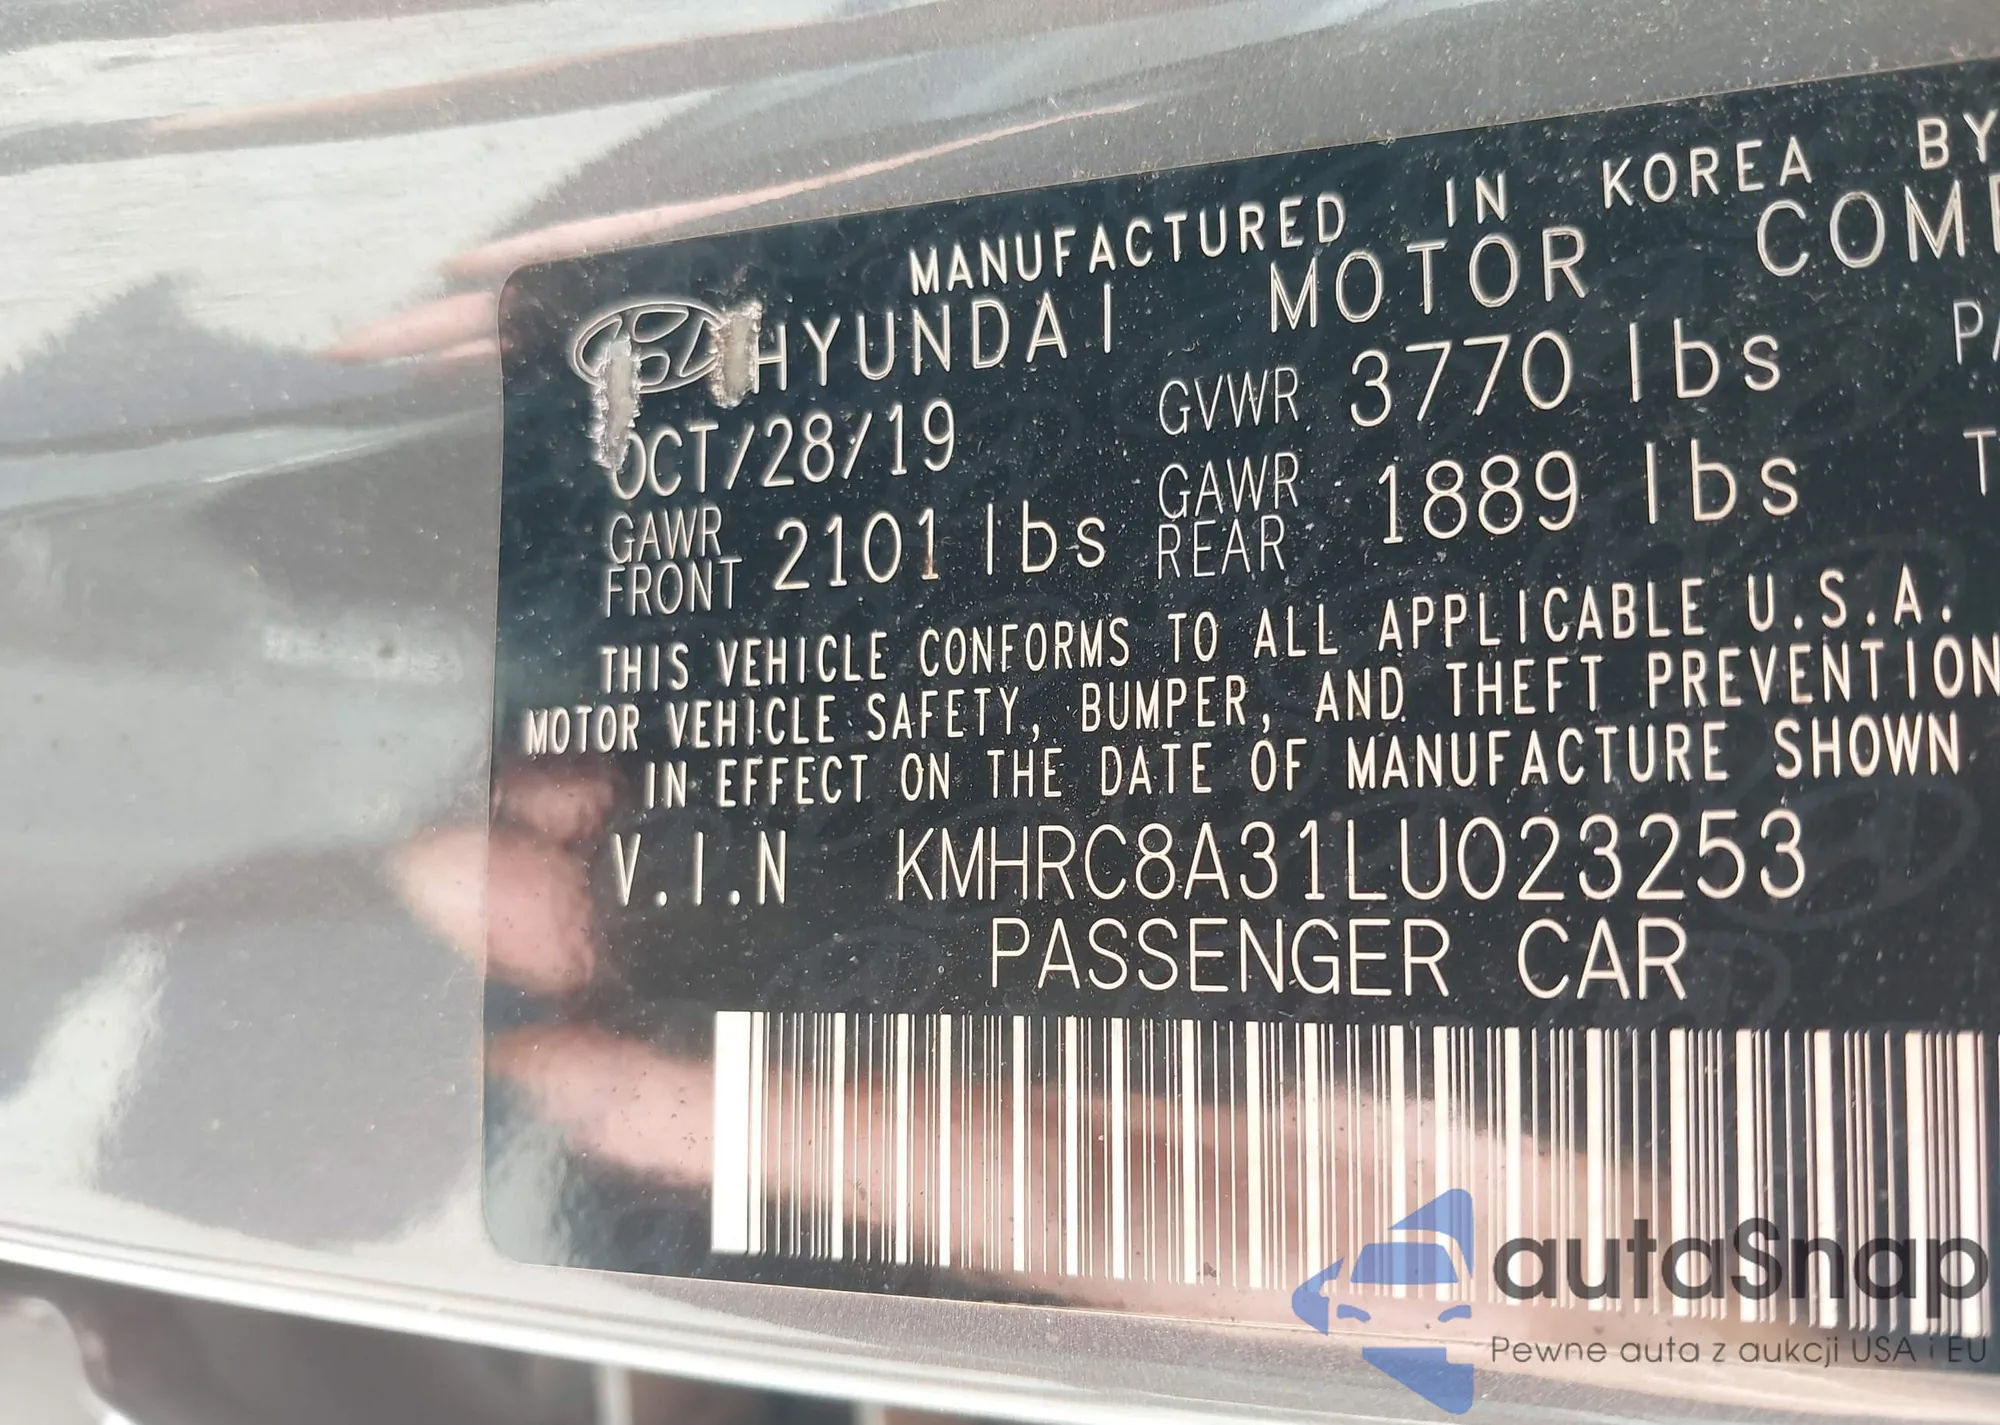 MANUFACTURED IN KOREA BY
HYUNDAI MOTOR COMP
OCT/28/19 GVWR 3770 lbs PA
GAWR FRONT 2101 lbs GAWR REAR 1889 lbs T
THIS VEHICLE CONFORMS TO ALL APPLICABLE U.S.A.
MOTOR VEHICLE SAFETY, BUMPER, AND THEFT PREVENTION
IN EFFECT ON THE DATE OF MANUFACTURE SHOWN
V.I.N KMHRC8A31LU023253
PASSENGER CAR
autaSnap
Pewne auta z aukcji USA i EU